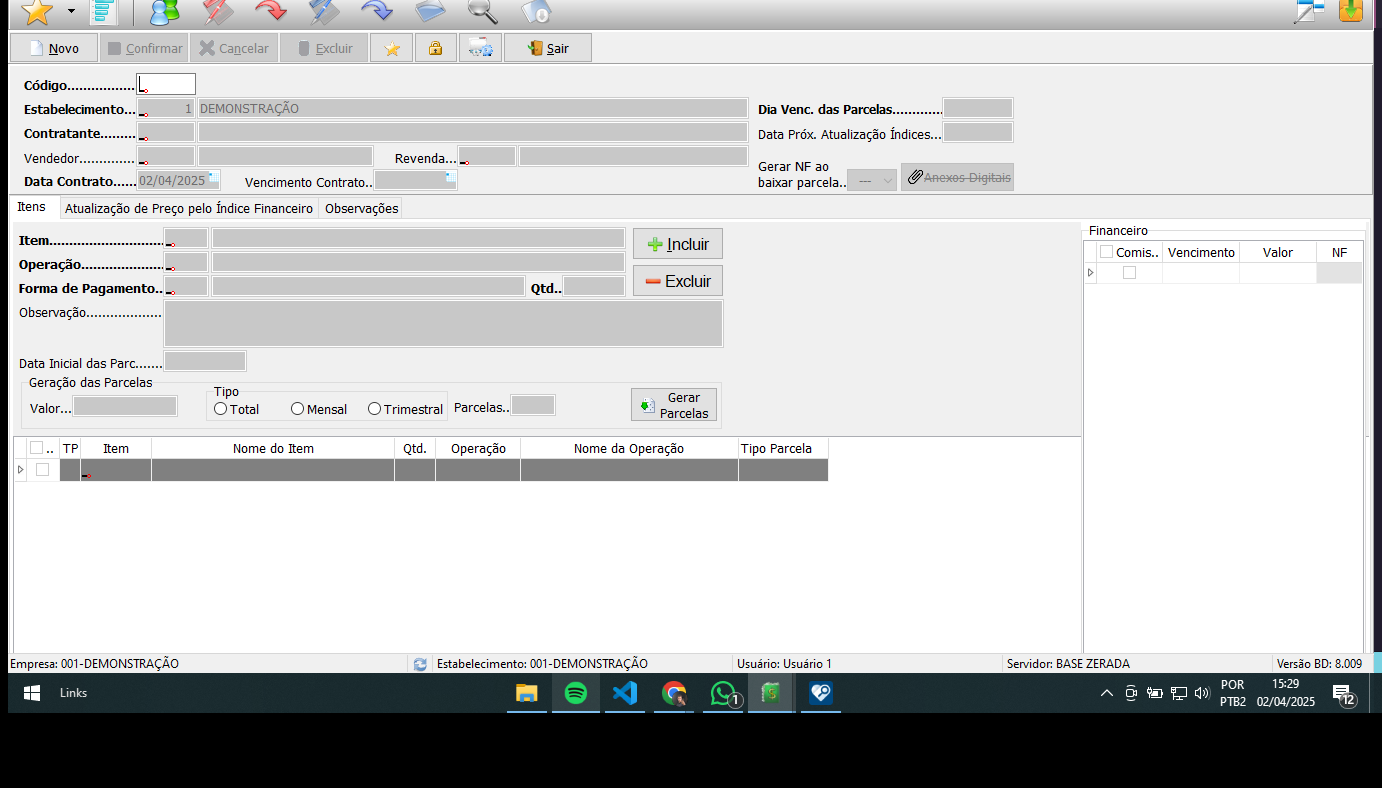 Novo Confirmar Cancelar Excluir Sair
Código.................
Estabelecimento... 1 DEMONSTRAÇÃO Dia Venc. das Parcelas............
Contratante......... Data Próx. Atualização Índices...
Vendedor............. Revenda...
Gerar NF ao
baixar parcela.. --- Anexos Digitais
Data Contrato...... 02/04/2025 Vencimento Contrato..
Itens Atualização de Preço pelo Índice Financeiro Observações
Item.......................... Incluir
Operação.................... Excluir
Forma de Pagamento.. Qtd..
Observação..................
Data Inicial das Parc.......
Geração das Parcelas
Valor... Tipo
Total Mensal Trimestral Parcelas.. Gerar
Parcelas
.. TP Item Nome do Item Qtd. Operação Nome da Operação Tipo Parcela
Financeiro
Comis.. Vencimento Valor NF
Empresa: 001-DEMONSTRAÇÃO Estabelecimento: 001-DEMONSTRAÇÃO Usuário: Usuário 1 Servidor: BASE ZERADA Versão BD: 8.009
Links 1 POR 15:29
PTB2 02/04/2025 12